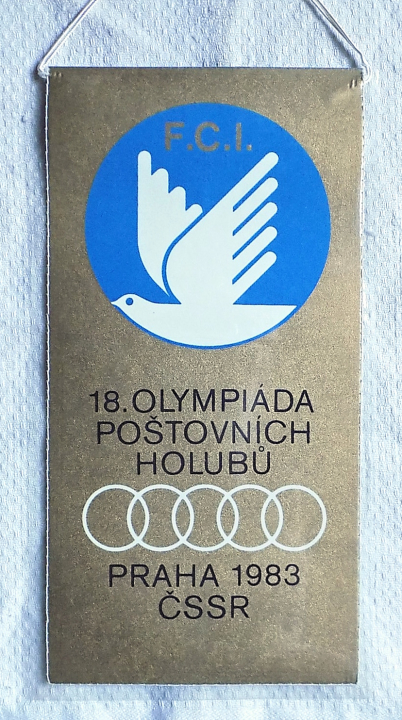 F.C.I.
18. OLYMPIÁDA
POŠTOVNÍCH
HOLUBŮ
PRAHA 1983
ČSSR